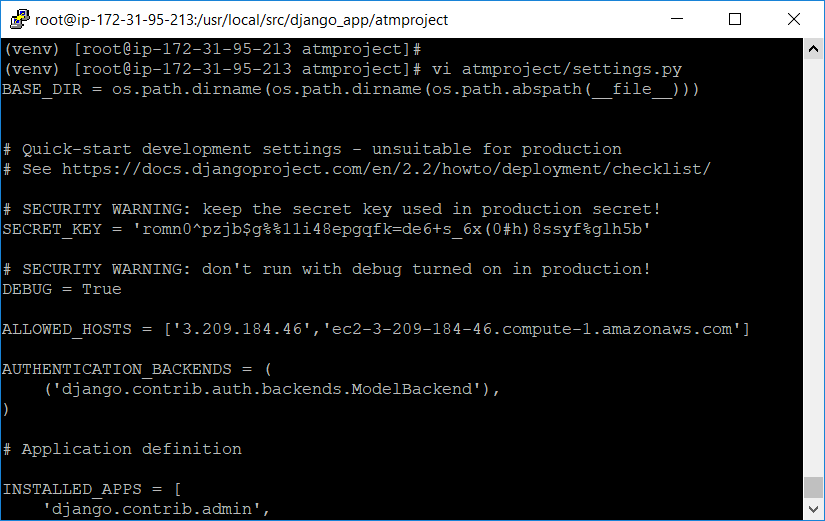 root@ip-172-31-95-213:/usr/local/src/django_app/atmproject
(venv) [root@ip-172-31-95-213 atmproject]#
(venv) [root@ip-172-31-95-213 atmproject]# vi atmproject/settings.py
BASE_DIR = os.path.dirname(os.path.dirname(os.path.abspath(__file__)))
# Quick-start development settings - unsuitable for production
# See https://docs.djangoproject.com/en/2.2/howto/deployment/checklist/
# SECURITY WARNING: keep the secret key used in production secret!
SECRET_KEY = 'romn0^pzjb$g%%11i48epgqfk=de6+s_6x(0#h)8ssyf%glh5b'
# SECURITY WARNING: don't run with debug turned on in production!
DEBUG = True
ALLOWED_HOSTS = ['3.209.184.46','ec2-3-209-184-46.compute-1.amazonaws.com']
AUTHENTICATION_BACKENDS = (
    ('django.contrib.auth.backends.ModelBackend'),
)
# Application definition
INSTALLED_APPS = [
    'django.contrib.admin',